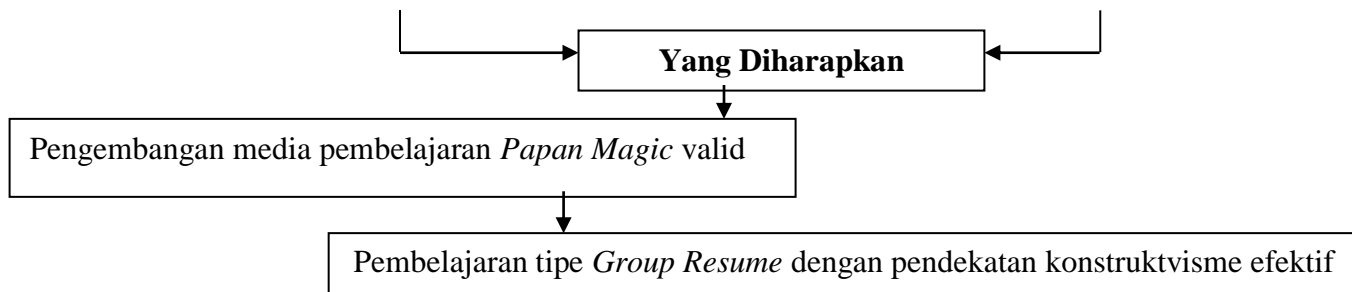 Yang Diharapkan
Pengembangan media pembelajaran Papan Magic valid
Pembelajaran tipe Group Resume dengan pendekatan konstruktvisme efektif